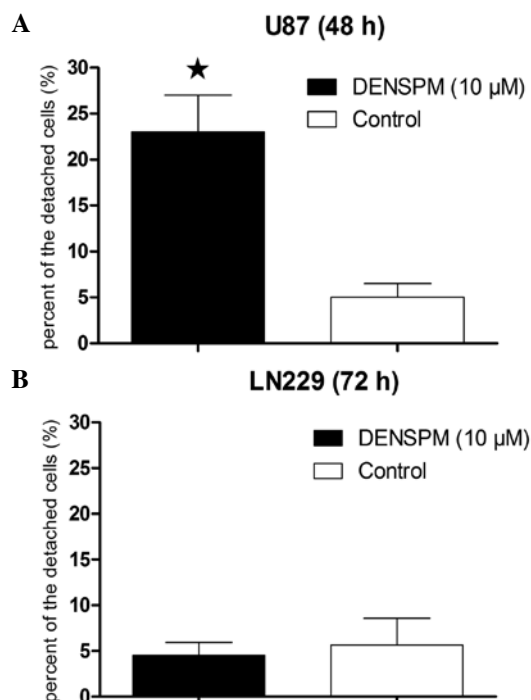 A
U87 (48 h)
percent of the detached cells (%)
30
25
20
15
10
5
0
★
DENSPM (10 µM)
Control
B
LN229 (72 h)
percent of the detached cells (%)
30
25
20
15
10
5
0
DENSPM (10 µM)
Control